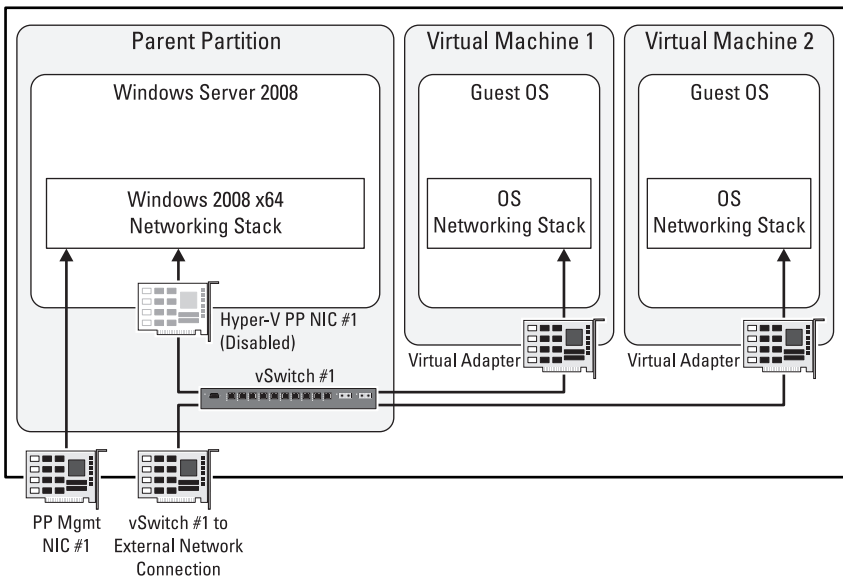 Parent Partition
Windows Server 2008
Windows 2008 x64
Networking Stack
Hyper-V PP NIC #1
(Disabled)
vSwitch #1
Virtual Machine 1
Guest OS
OS
Networking Stack
Virtual Adapter
Virtual Machine 2
Guest OS
OS
Networking Stack
Virtual Adapter
PP Mgmt
NIC #1
vSwitch #1 to
External Network
Connection